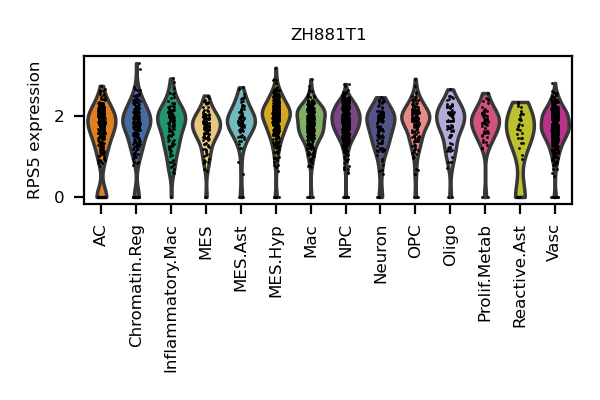 ZH881T1
RPS5 expression
2
0
AC
Chromatin.Reg
Inflammatory.Mac
MES
MES.Ast
MES.Hyp
Mac
NPC
Neuron
OPC
Oligo
Prolif.Metab
Reactive.Ast
Vasc